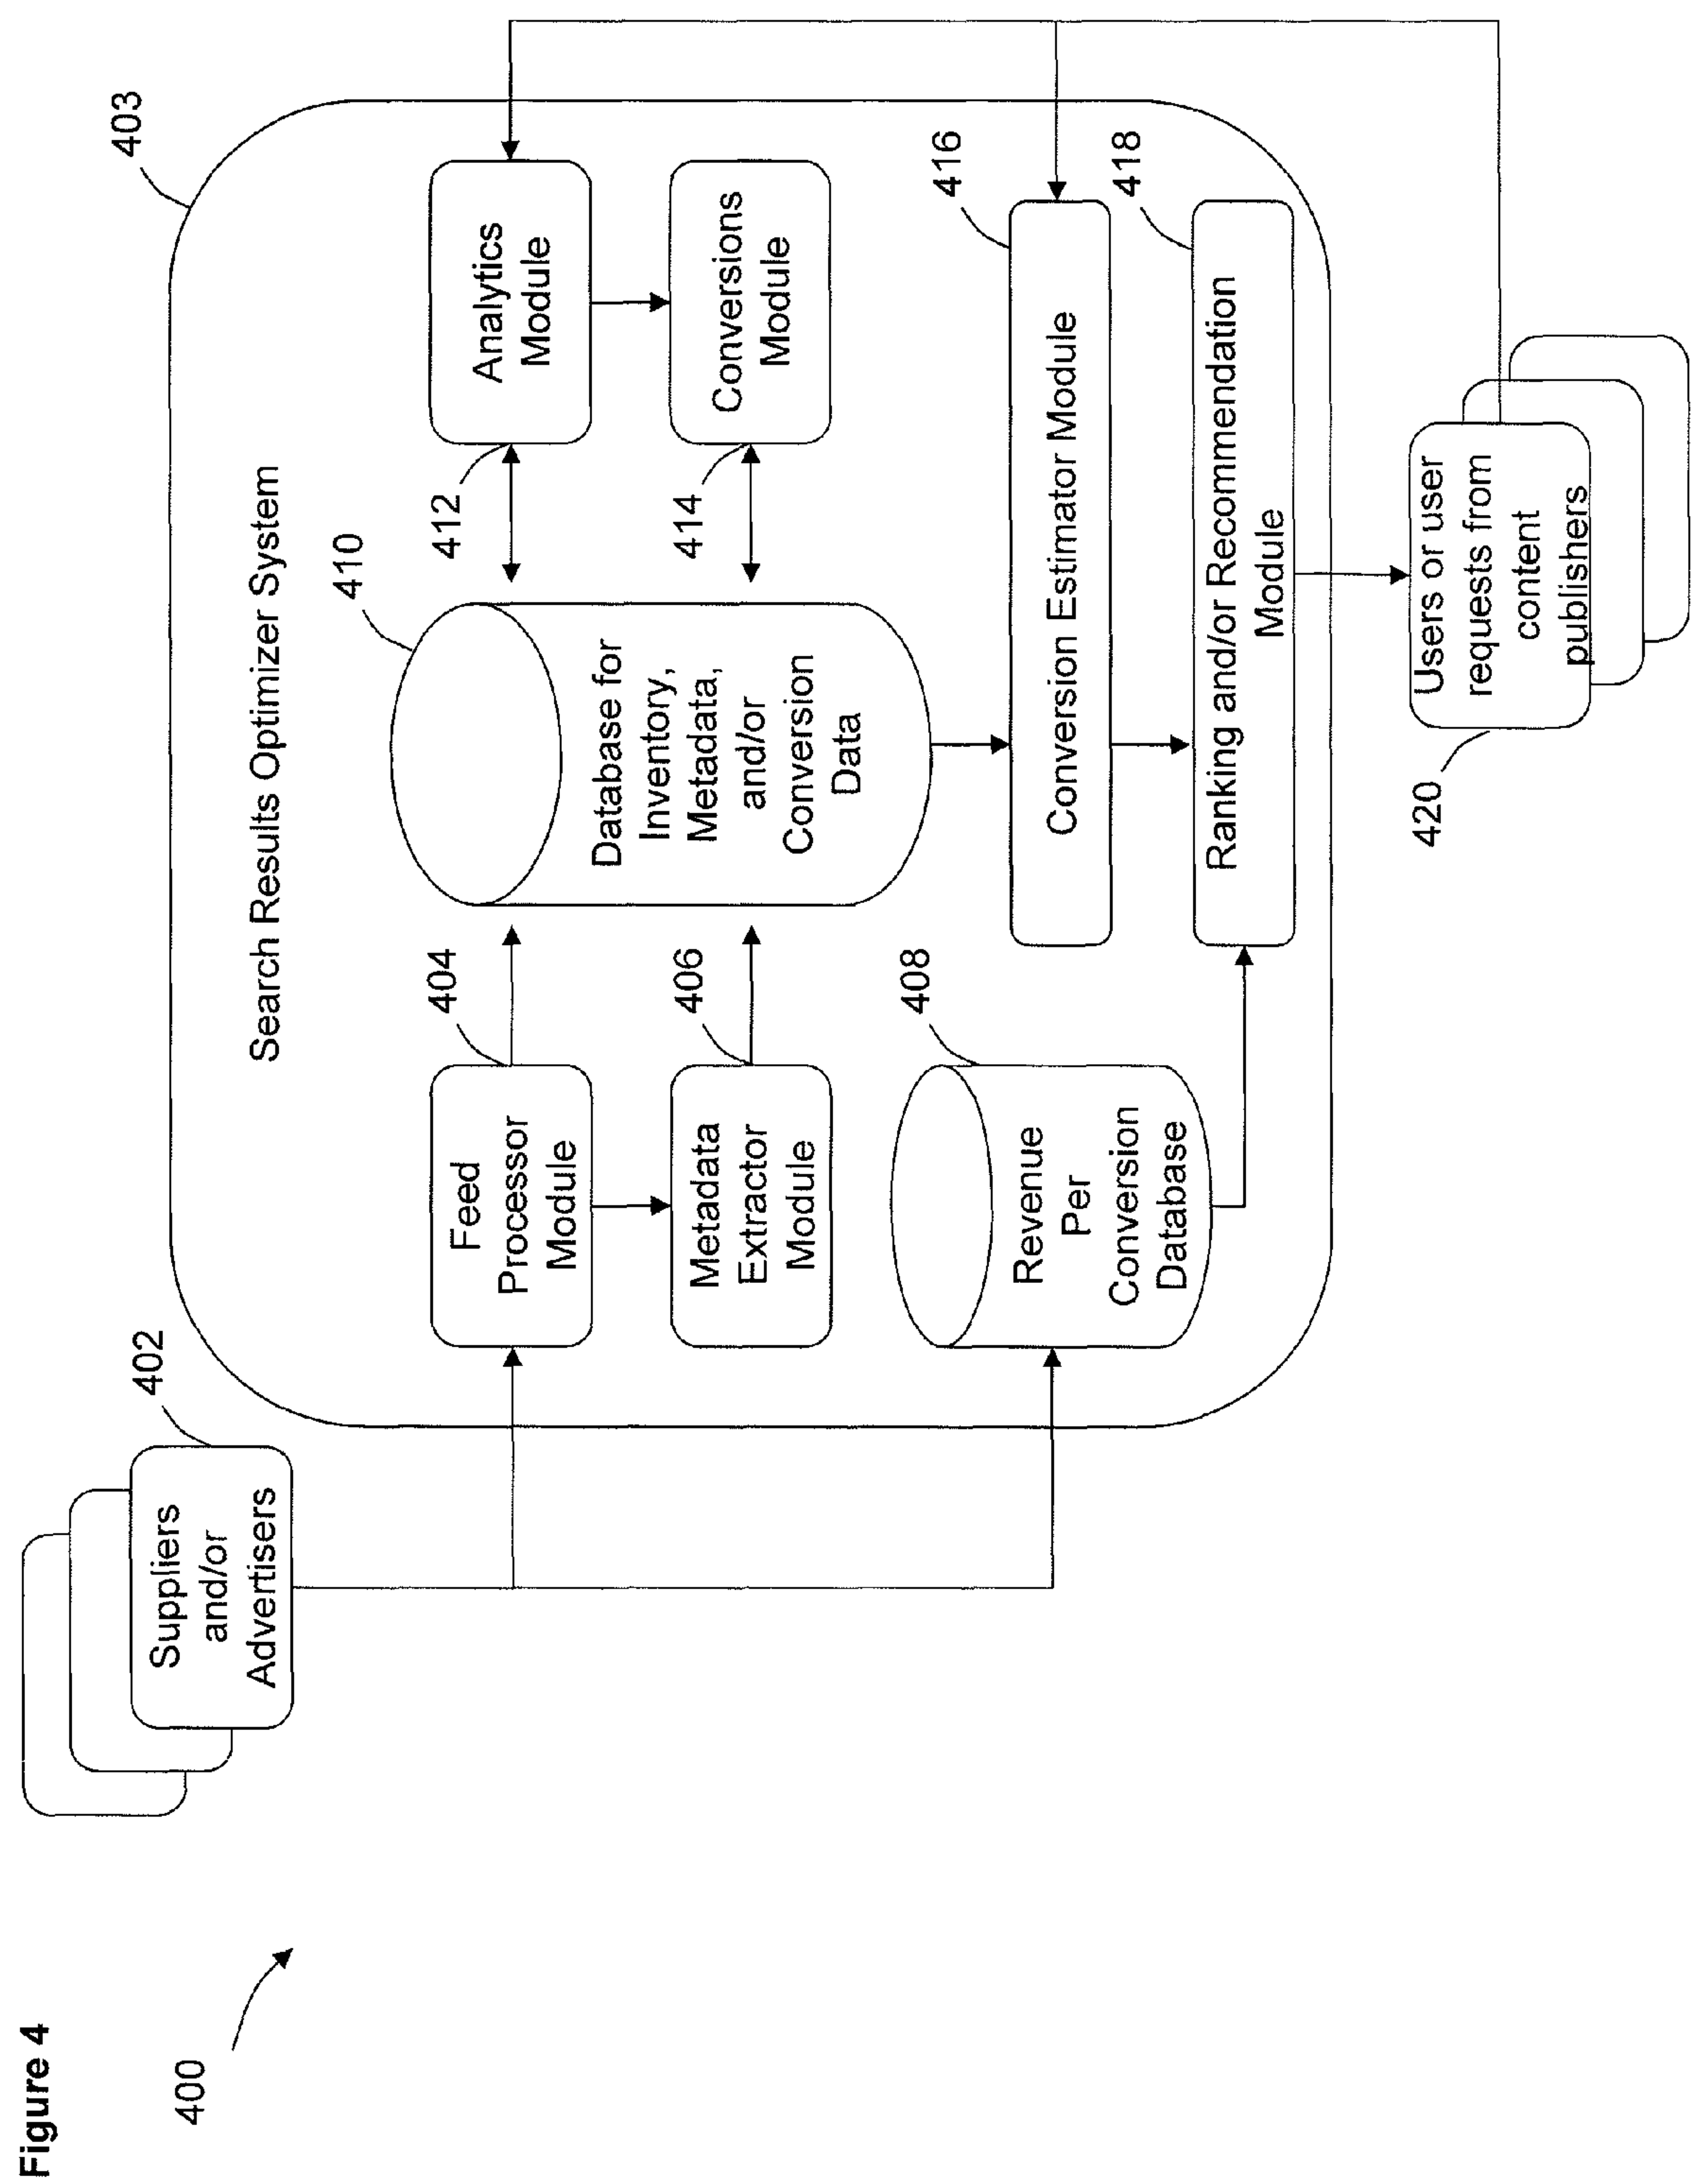 Figure 4
400
402
Suppliers
and/or
Advertisers
403
Search Results Optimizer System
404
Feed
Processor
Module
406
Metadata
Extractor
Module
408
Revenue
Per
Conversion
Database
410
Database for
Inventory,
Metadata,
and/or
Conversion
Data
412
Analytics
Module
414
Conversions
Module
416
Conversion Estimator Module
418
Ranking and/or Recommendation
Module
420
Users or user
requests from
content
publishers